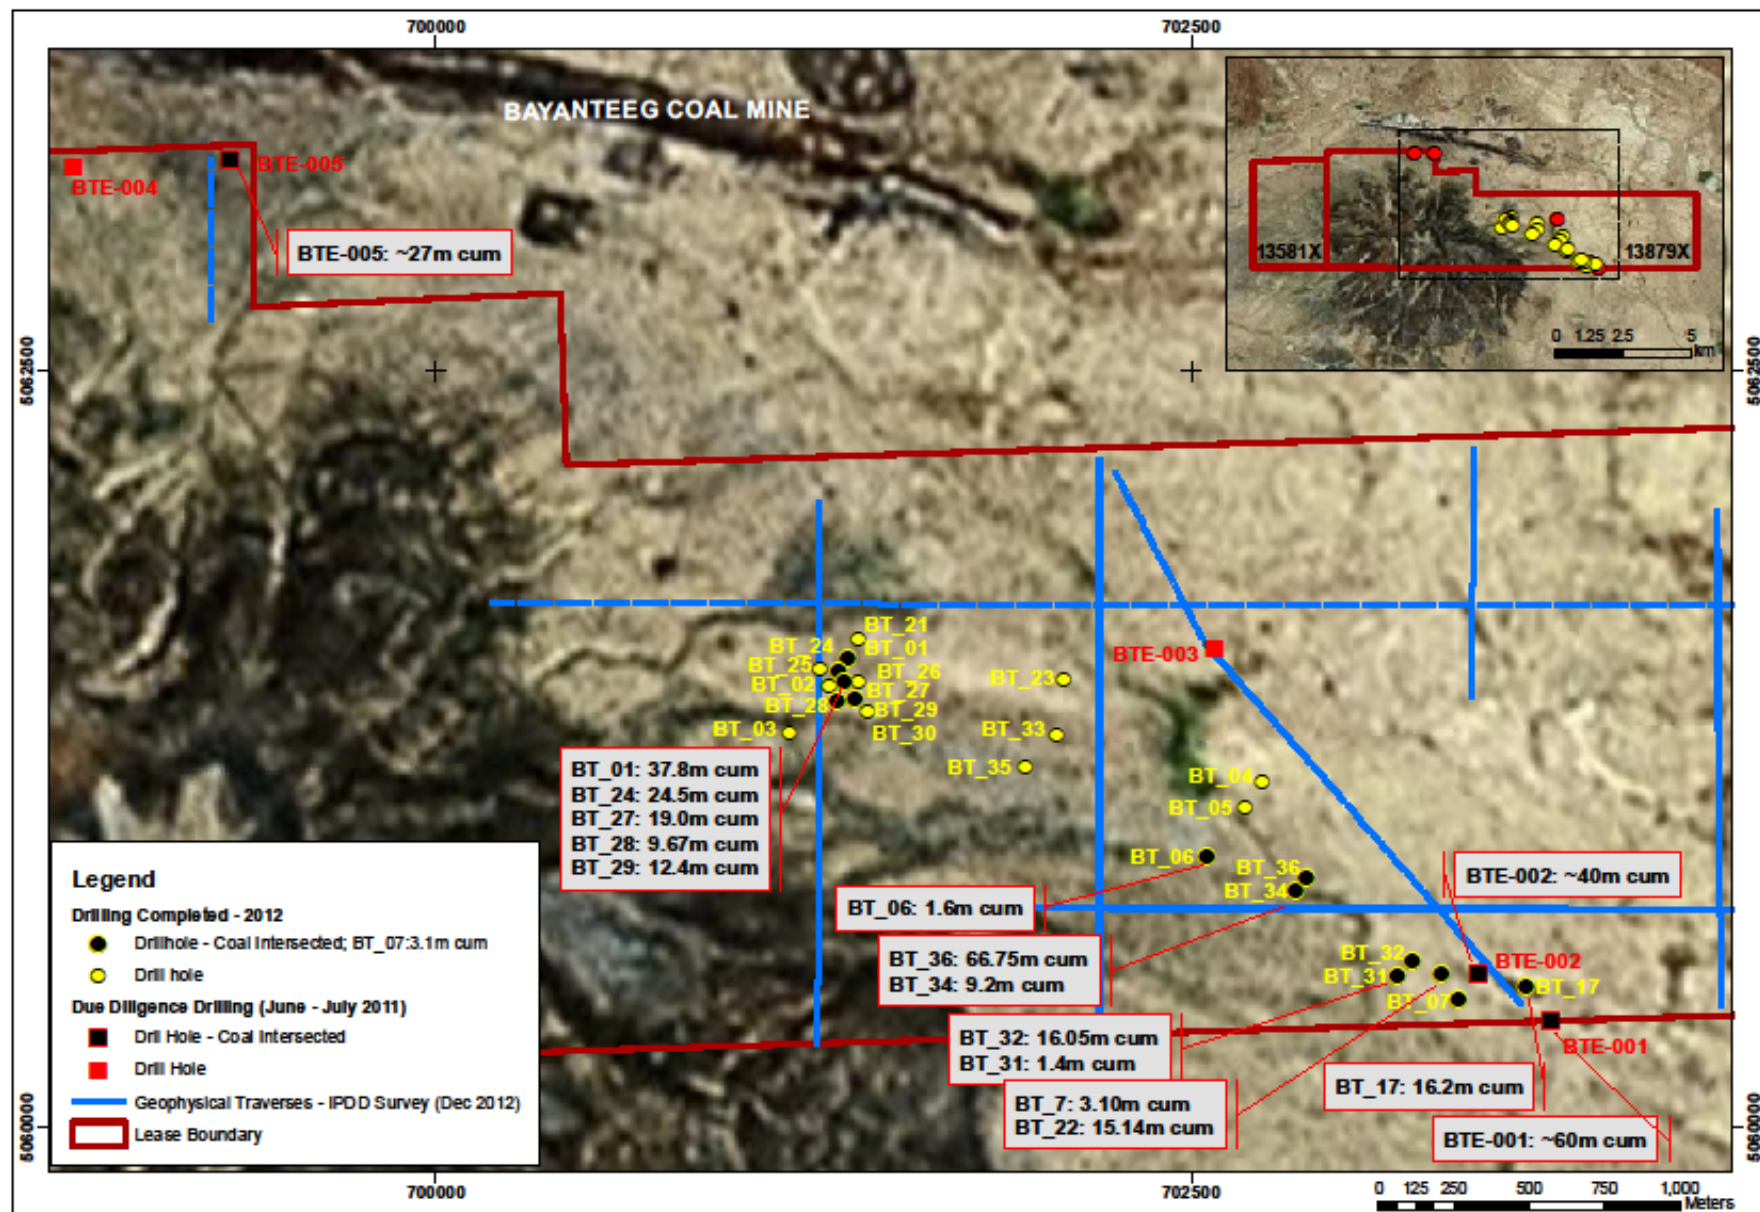 700000
702500
BAYANTEEG COAL MINE
BTE-004
BTE-005
BTE-005: ~27m cum
13581X
13879X
0 1.25 2.5 5
km
5062500
5062500
BT_21
BT_24
BT_01
BT_25
BT_26
BT_02
BT_27
BT_28
BT_29
BT_03
BT_30
BT_23
BT_33
BT_35
BTE-003
BT_04
BT_05
BT_06
BT_36
BT_34
BT_01: 37.8m cum
BT_24: 24.5m cum
BT_27: 19.0m cum
BT_28: 9.67m cum
BT_29: 12.4m cum
BTE-002: ~40m cum
BT_06: 1.6m cum
BT_36: 66.75m cum
BT_34: 9.2m cum
BT_32
BT_31
BTE-002
BT_07
BT_17
BT_32: 16.05m cum
BT_31: 1.4m cum
BTE-001
BT_17: 16.2m cum
BT_7: 3.10m cum
BT_22: 15.14m cum
BTE-001: ~60m cum
Legend
Drilling Completed - 2012
Drillhole - Coal Intersected; BT_07:3.1m cum
Drill hole
Due Diligence Drilling (June - July 2011)
Drill Hole - Coal Intersected
Drill Hole
Geophysical Traverses - IPDD Survey (Dec 2012)
Lease Boundary
5060000
5060000
700000
702500
0 125 250 500 750 1,000
Meters